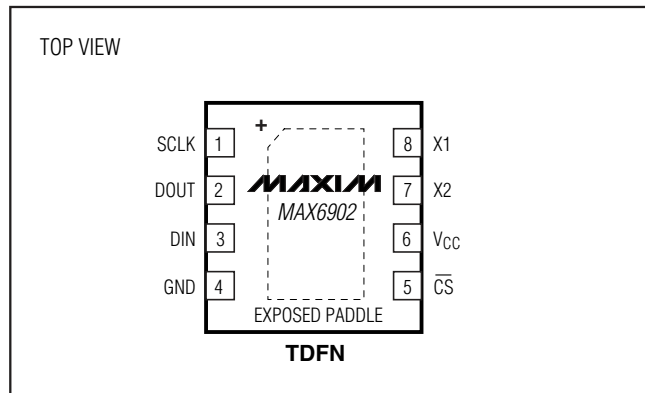 TOP VIEW
+
SCLK 1 8 X1
MAXIM
DOUT 2 7 X2
MAX6902
DIN 3 6 VCC
GND 4 5 C̅S̅
EXPOSED PADDLE
TDFN